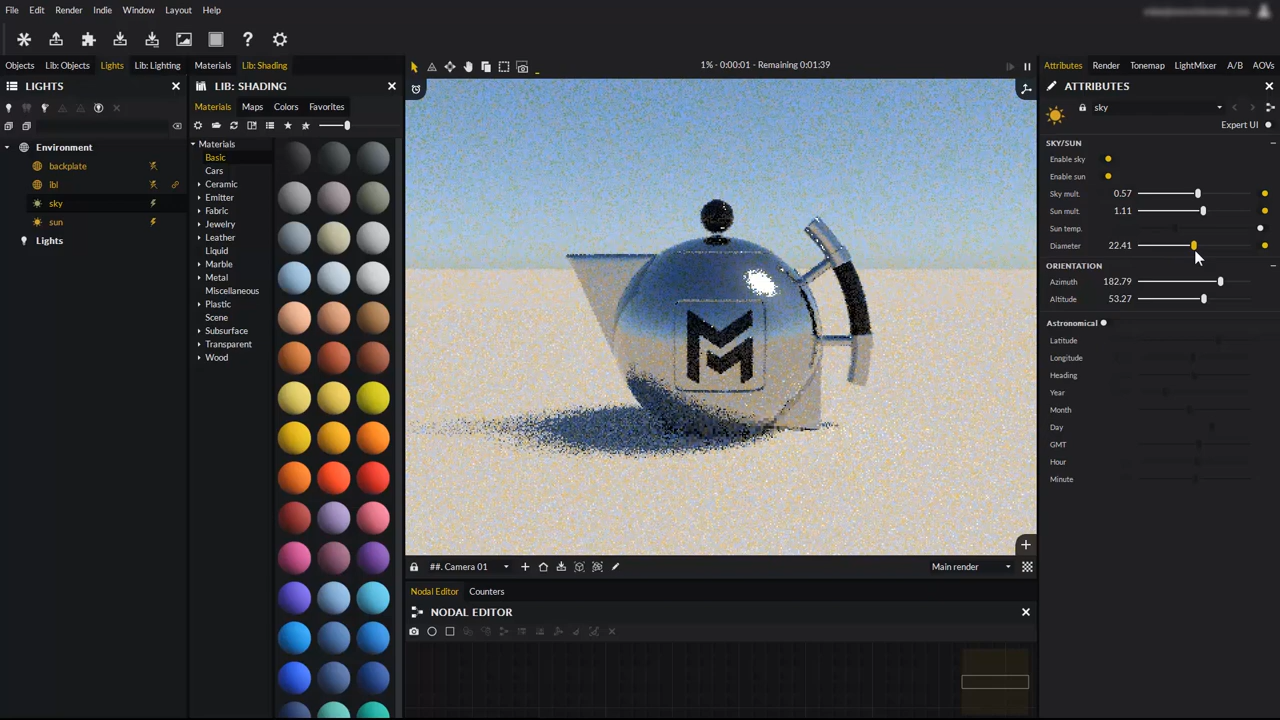 File Edit Render Indie Window Layout Help
Objects Lib: Objects Lights Lib: Lighting Materials Lib: Shading
1% - 0:00:01 - Remaining 0:01:39
Attributes Render Tonemap LightMixer A/B AOVs
LIGHTS
LIB: SHADING
ATTRIBUTES
Materials Maps Colors Favorites
sky
Expert UI
Environment
backplate
ibl
sky
sun
Lights
Materials
Basic
Cars
Ceramic
Emitter
Fabric
Jewelry
Leather
Liquid
Marble
Metal
Miscellaneous
Plastic
Scene
Subsurface
Transparent
Wood
M
SKY/SUN
Enable sky
Enable sun
Sky mult. 0.57
Sun mult. 1.11
Sun temp.
Diameter 22.41
ORIENTATION
Azimuth 182.79
Altitude 53.27
Astronomical
Latitude
Longitude
Heading
Year
Month
Day
GMT
Hour
Minute
##. Camera 01
Main render
Nodal Editor Counters
NODAL EDITOR